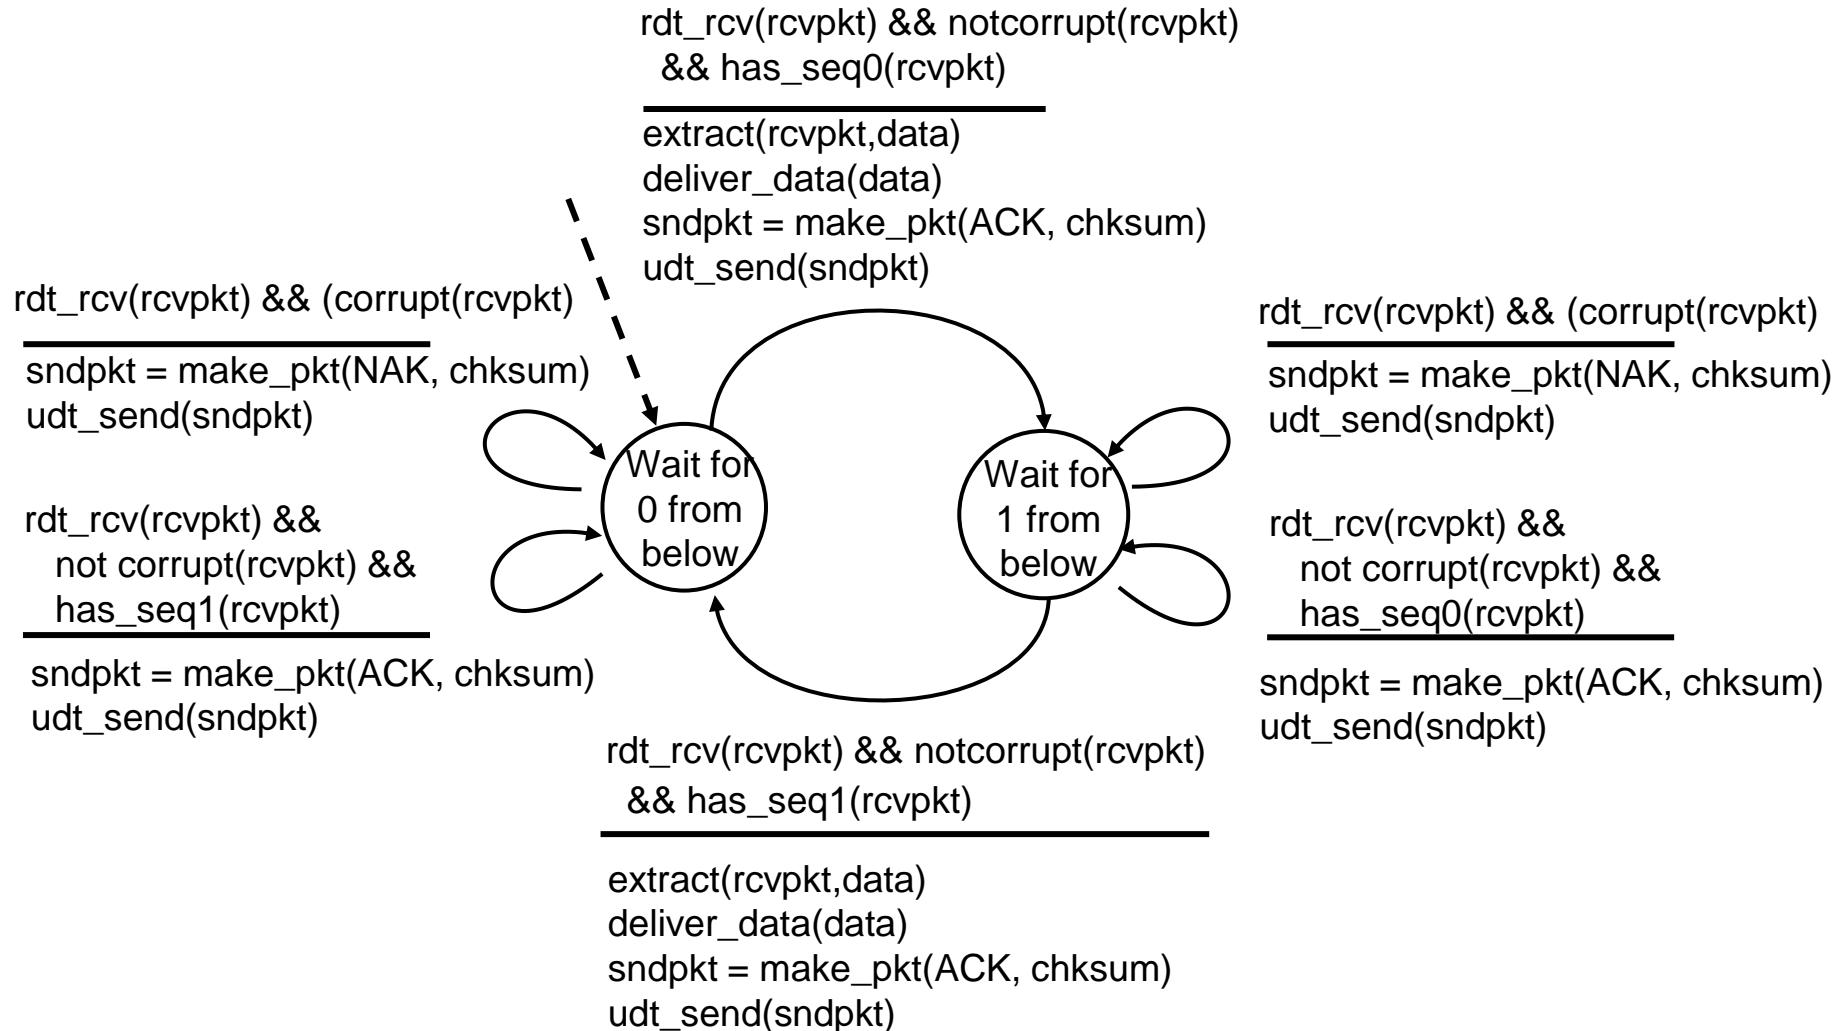 rdt_rcv(rcvpkt) && notcorrupt(rcvpkt)
&& has_seq0(rcvpkt)
extract(rcvpkt,data)
deliver_data(data)
sndpkt = make_pkt(ACK, chksum)
udt_send(sndpkt)
rdt_rcv(rcvpkt) && (corrupt(rcvpkt)
sndpkt = make_pkt(NAK, chksum)
udt_send(sndpkt)
rdt_rcv(rcvpkt) &&
not corrupt(rcvpkt) &&
has_seq1(rcvpkt)
sndpkt = make_pkt(ACK, chksum)
udt_send(sndpkt)
Wait for
0 from
below
Wait for
1 from
below
rdt_rcv(rcvpkt) && (corrupt(rcvpkt)
sndpkt = make_pkt(NAK, chksum)
udt_send(sndpkt)
rdt_rcv(rcvpkt) &&
not corrupt(rcvpkt) &&
has_seq0(rcvpkt)
sndpkt = make_pkt(ACK, chksum)
udt_send(sndpkt)
rdt_rcv(rcvpkt) && notcorrupt(rcvpkt)
&& has_seq1(rcvpkt)
extract(rcvpkt,data)
deliver_data(data)
sndpkt = make_pkt(ACK, chksum)
udt_send(sndpkt)